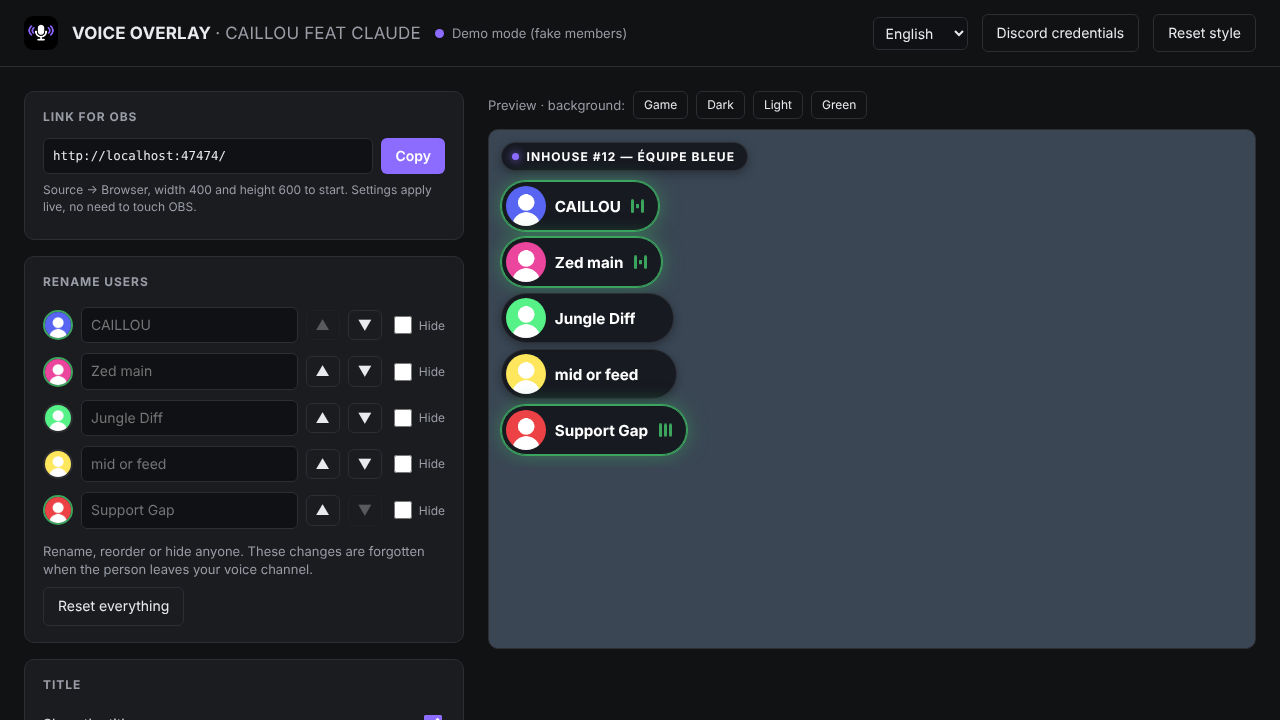 VOICE OVERLAY · CAILLOU FEAT CLAUDE
Demo mode (fake members)
English
Discord credentials
Reset style
LINK FOR OBS
http://localhost:47474/
Copy
Source → Browser, width 400 and height 600 to start. Settings apply
live, no need to touch OBS.
RENAME USERS
CAILLOU
▲ ▼ Hide
Zed main
▲ ▼ Hide
Jungle Diff
▲ ▼ Hide
mid or feed
▲ ▼ Hide
Support Gap
▲ ▼ Hide
Rename, reorder or hide anyone. These changes are forgotten
when the person leaves your voice channel.
Reset everything
TITLE
Preview · background:
Game
Dark
Light
Green
INHOUSE #12 — ÉQUIPE BLEUE
CAILLOU
Zed main
Jungle Diff
mid or feed
Support Gap